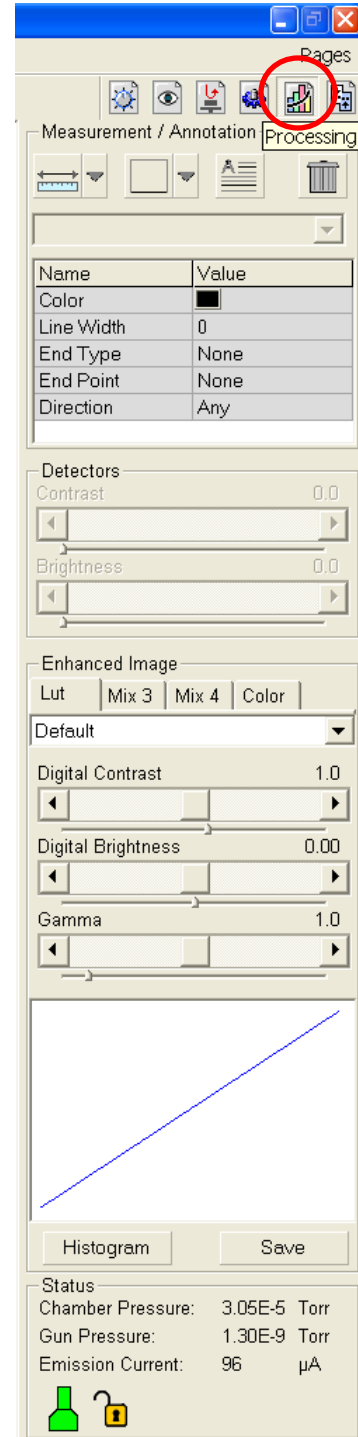 Pages
Measurement / Annotation
Processing
A
Name Value
Color
Line Width 0
End Type None
End Point None
Direction Any
Detectors
Contrast 0.0
Brightness 0.0
Enhanced Image
Lut Mix 3 Mix 4 Color
Default
Digital Contrast 1.0
Digital Brightness 0.00
Gamma 1.0
Histogram Save
Status
Chamber Pressure: 3.05E-5 Torr
Gun Pressure: 1.30E-9 Torr
Emission Current: 96 µA